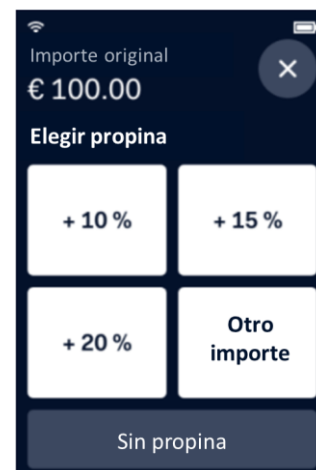 Importe original
€ 100.00
×
Elegir propina
+ 10 %
+ 15 %
+ 20 %
Otro
importe
Sin propina